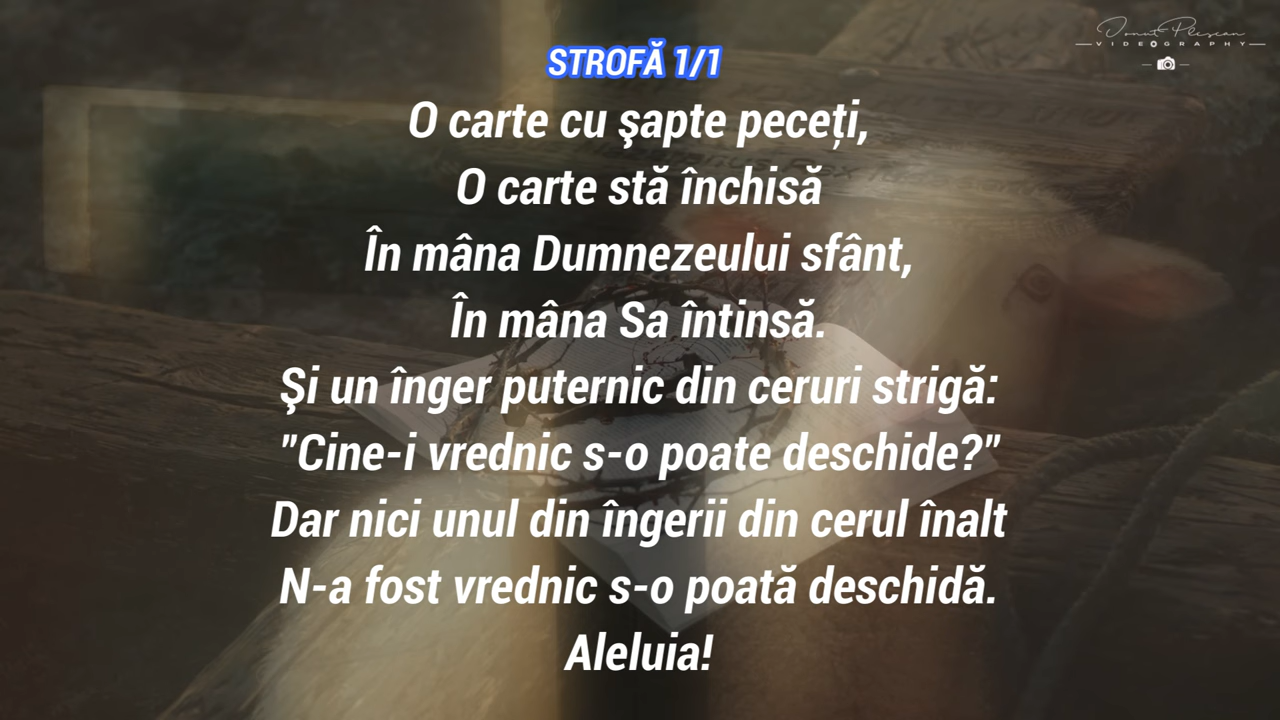 STROFĂ 1/1
O carte cu şapte peceți,
O carte stă închisă
În mâna Dumnezeului sfânt,
În mâna Sa întinsă.
Şi un înger puternic din ceruri strigă:
"Cine-i vrednic s-o poate deschide?"
Dar nici unul din îngerii din cerul înalt
N-a fost vrednic s-o poată deschidă.
Aleluia!
VIDEOGRAPHY